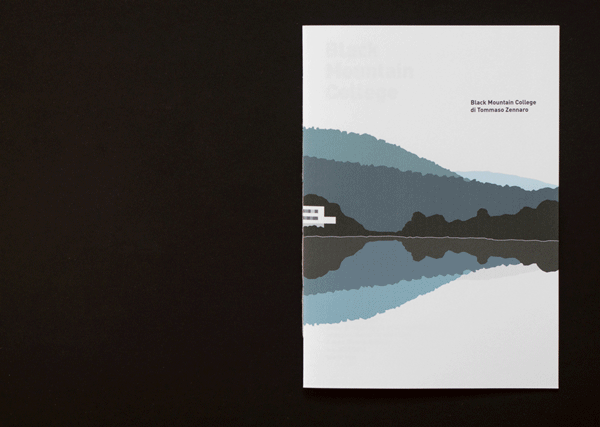 Black
Mountain
College
Black Mountain College
di Tommaso Zennaro